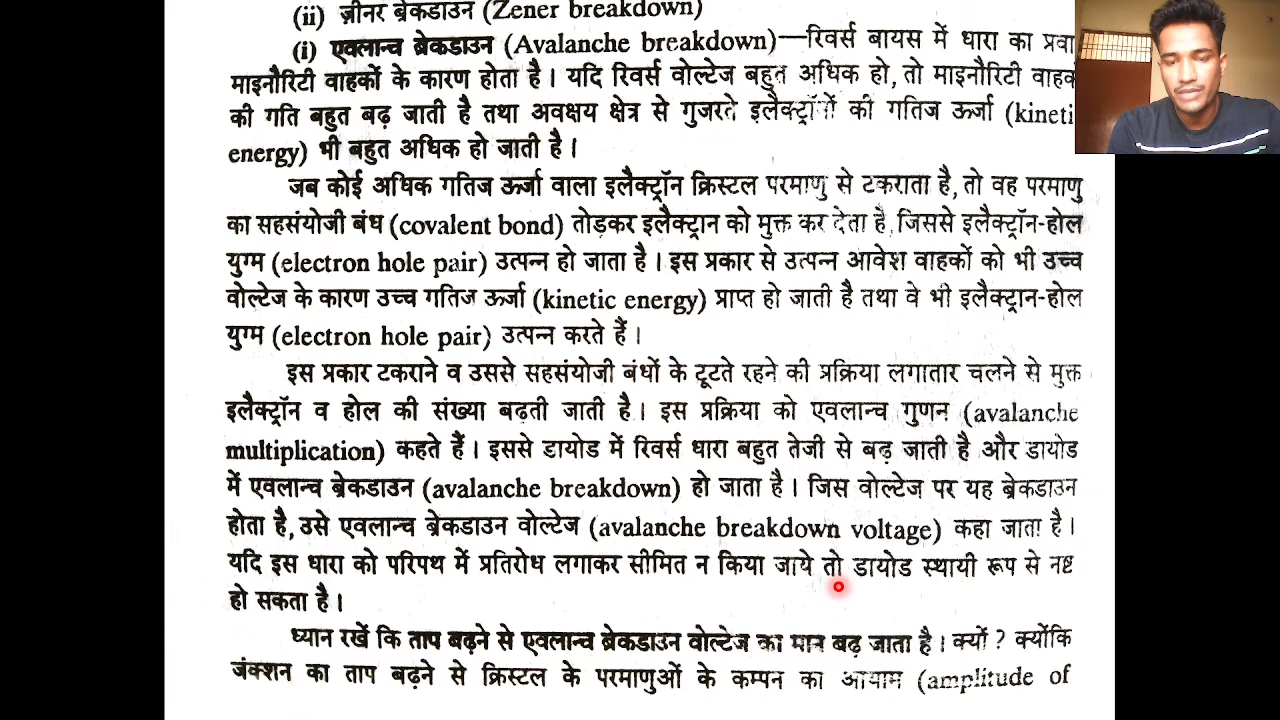 (ii) ज़ीनर ब्रेकडाउन (Zener breakdown)
(i) एवलान्च ब्रेकडाउन (Avalanche breakdown)—रिवर्स बायस में धारा का प्रवा
माइनौरिटी वाहकों के कारण होता है। यदि रिवर्स वोल्टेज बहुत अधिक हो, तो माइनौरिटी वाहक
की गति बहुत बढ़ जाती है तथा अवक्षय क्षेत्र से गुजरते इलैक्ट्रॉनों की गतिज ऊर्जा (kineti
energy) भी बहुत अधिक हो जाती है।
जब कोई अधिक गतिज ऊर्जा वाला इलैक्ट्रॉन क्रिस्टल परमाणु से टकराता है, तो वह परमाणु
का सहसंयोजी बंध (covalent bond) तोड़कर इलैक्ट्रान को मुक्त कर देता है, जिससे इलैक्ट्रॉन-होल
युग्म (electron hole pair) उत्पन्न हो जाता है। इस प्रकार से उत्पन्न आवेश वाहकों को भी उच्च
वोल्टेज के कारण उच्च गतिज ऊर्जा (kinetic energy) प्राप्त हो जाती है तथा वे भी इलैक्ट्रान-होल
युग्म (electron hole pair) उत्पन्न करते हैं।
इस प्रकार टकराने व उससे सहसंयोजी बंधों के टूटते रहने की प्रक्रिया लगातार चलने से मुक्त
इलैक्ट्रॉन व होल की संख्या बढ़ती जाती है। इस प्रक्रिया को एवलान्च गुणन (avalanche
multiplication) कहते हैं। इससे डायोड में रिवर्स धारा बहुत तेजी से बढ़ जाती है और डायोड
में एवलान्च ब्रेकडाउन (avalanche breakdown) हो जाता है। जिस वोल्टेज पर यह ब्रेकडाउन
होता है, उसे एवलान्च ब्रेकडाउन वोल्टेज (avalanche breakdown voltage) कहा जाता है।
यदि इस धारा को परिपथ में प्रतिरोध लगाकर सीमित न किया जाये तो डायोड स्थायी रूप से नष्ट
हो सकता है।
ध्यान रखें कि ताप बढ़ने से एवलान्च ब्रेकडाउन वोल्टेज का मान बढ़ जाता है। क्यों ? क्योंकि
जंक्शन का ताप बढ़ने से क्रिस्टल के परमाणुओं के कम्पन का आयाम (amplitude of